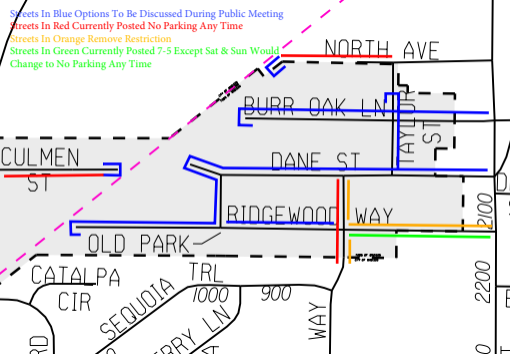 Streets In Blue Options To Be Discussed During Public Meeting
Streets In Red Currently Posted No Parking Any Time
Streets In Orange Remove Restriction
Streets In Green Currently Posted 7-5 Except Sat & Sun Would
Change to No Parking Any Time
NORTH AVE
BURR OAK LN
TAYLOR
ST
CULMEN
ST
DANE ST
RIDGEWOOD WAY
2100
OLD PARK
CATALPA
CIR
TRL
SEQUOIA
1000
900
2200
WAY
RRY LN
RD